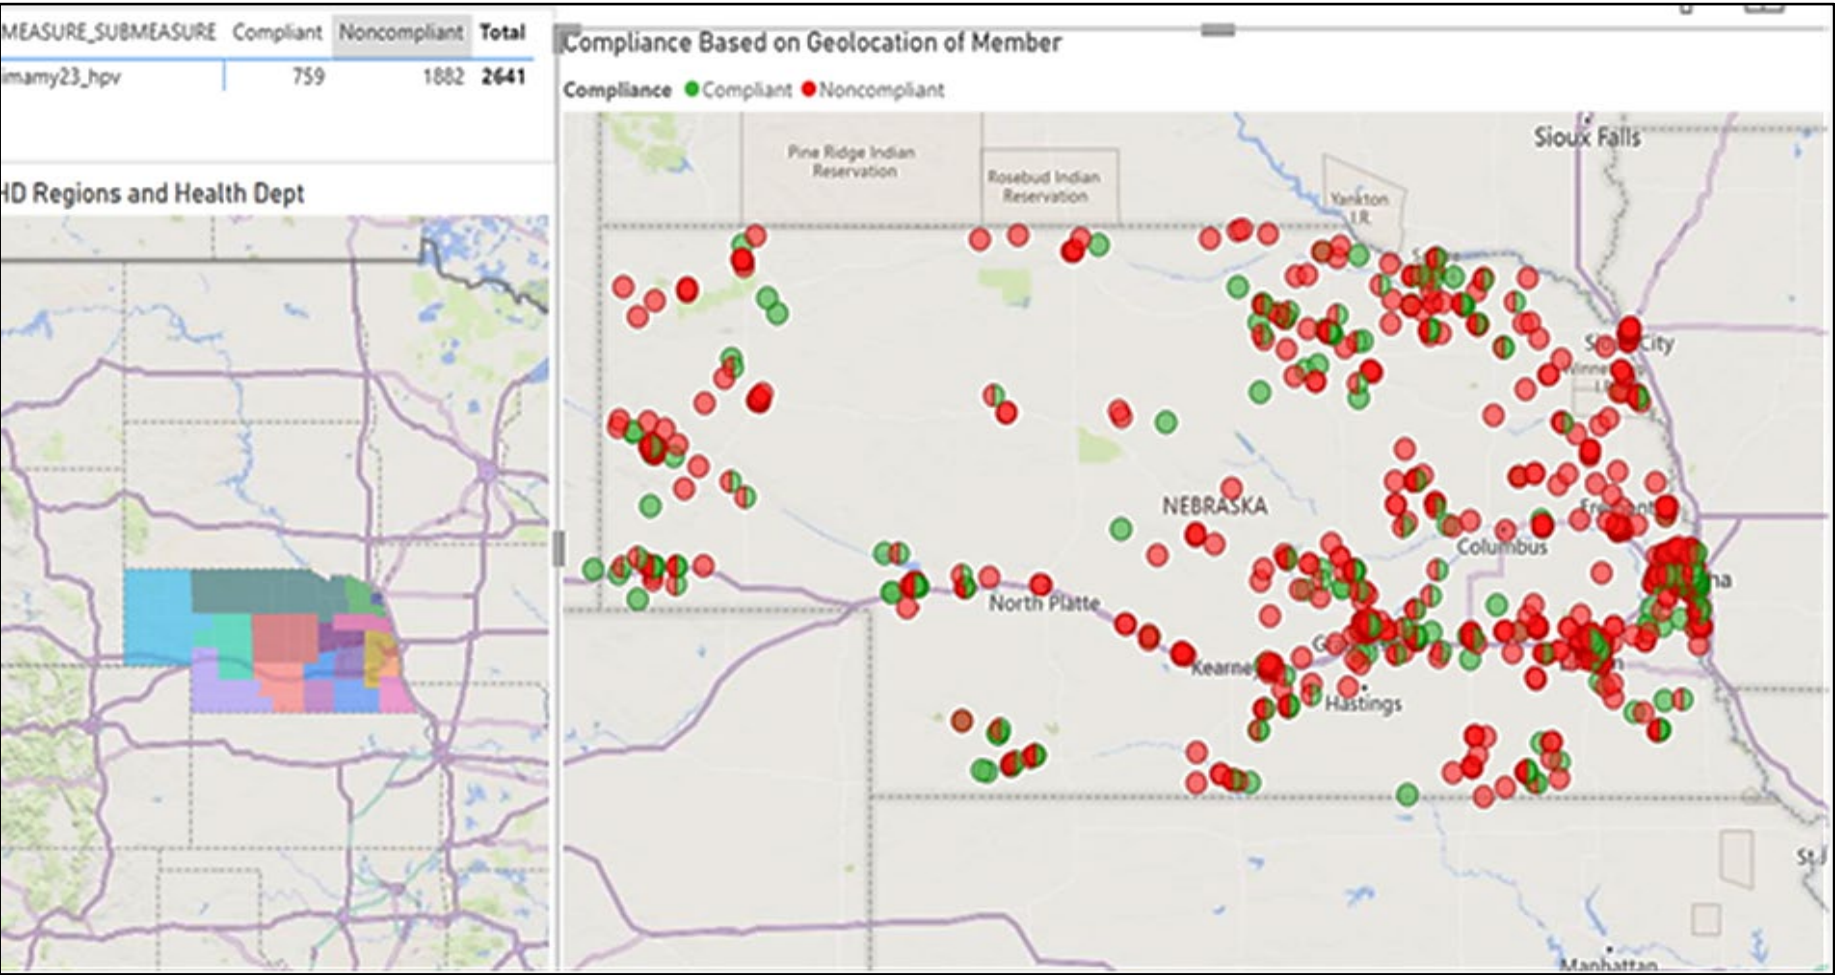 MEASURE_SUBMEASURE Compliant Noncompliant Total
imamy23_hpv 759 1882 2641
HD Regions and Health Dept
Compliance Based on Geolocation of Member
Compliance Compliant Noncompliant
Sioux Falls
Pine Ridge Indian
Reservation
Rosebud Indian
Reservation
Yankton
I.R.
City
NEBRASKA
Columbus
North Platte
Kearney
Hastings
St
Manhattan